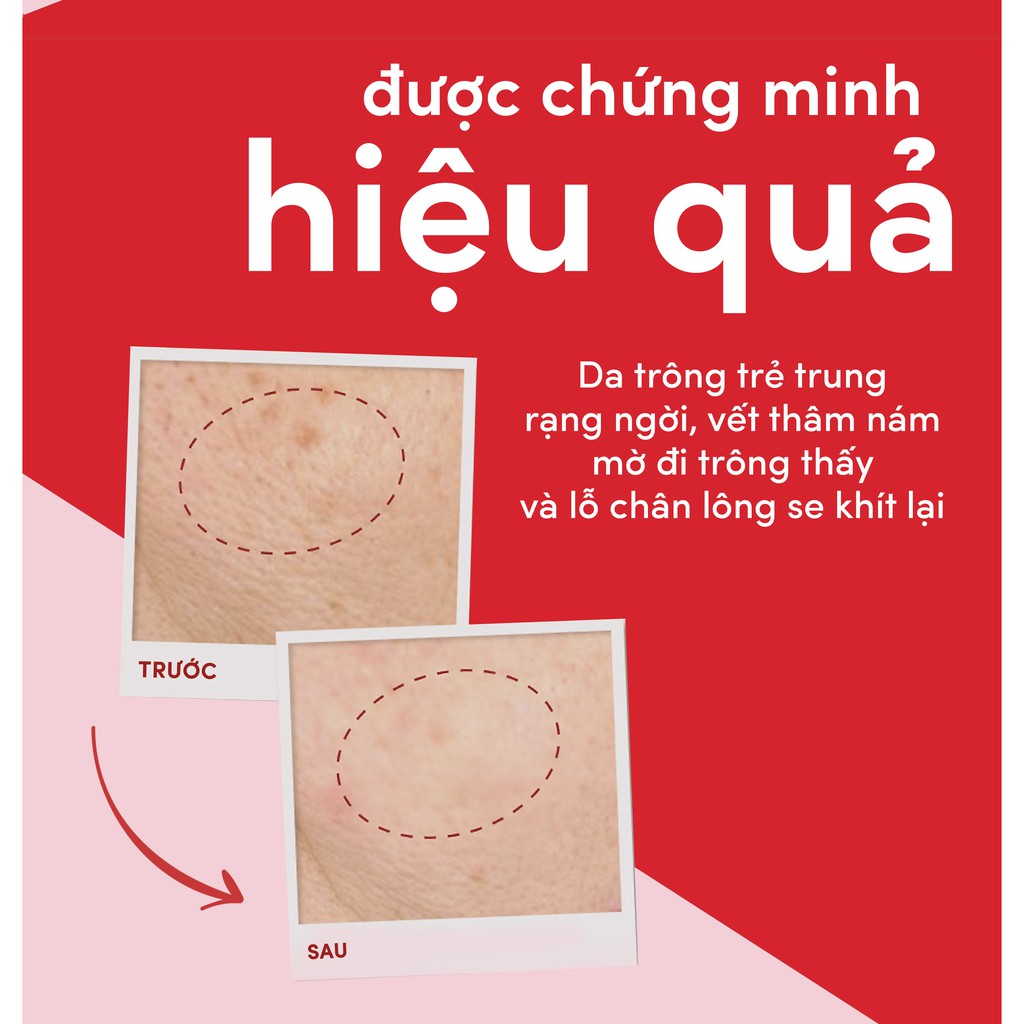 được chứng minh
hiệu quả
Da trông trẻ trung
rạng ngời, vết thâm nám
mờ đi trông thấy
và lỗ chân lông se khít lại
TRƯỚC
SAU